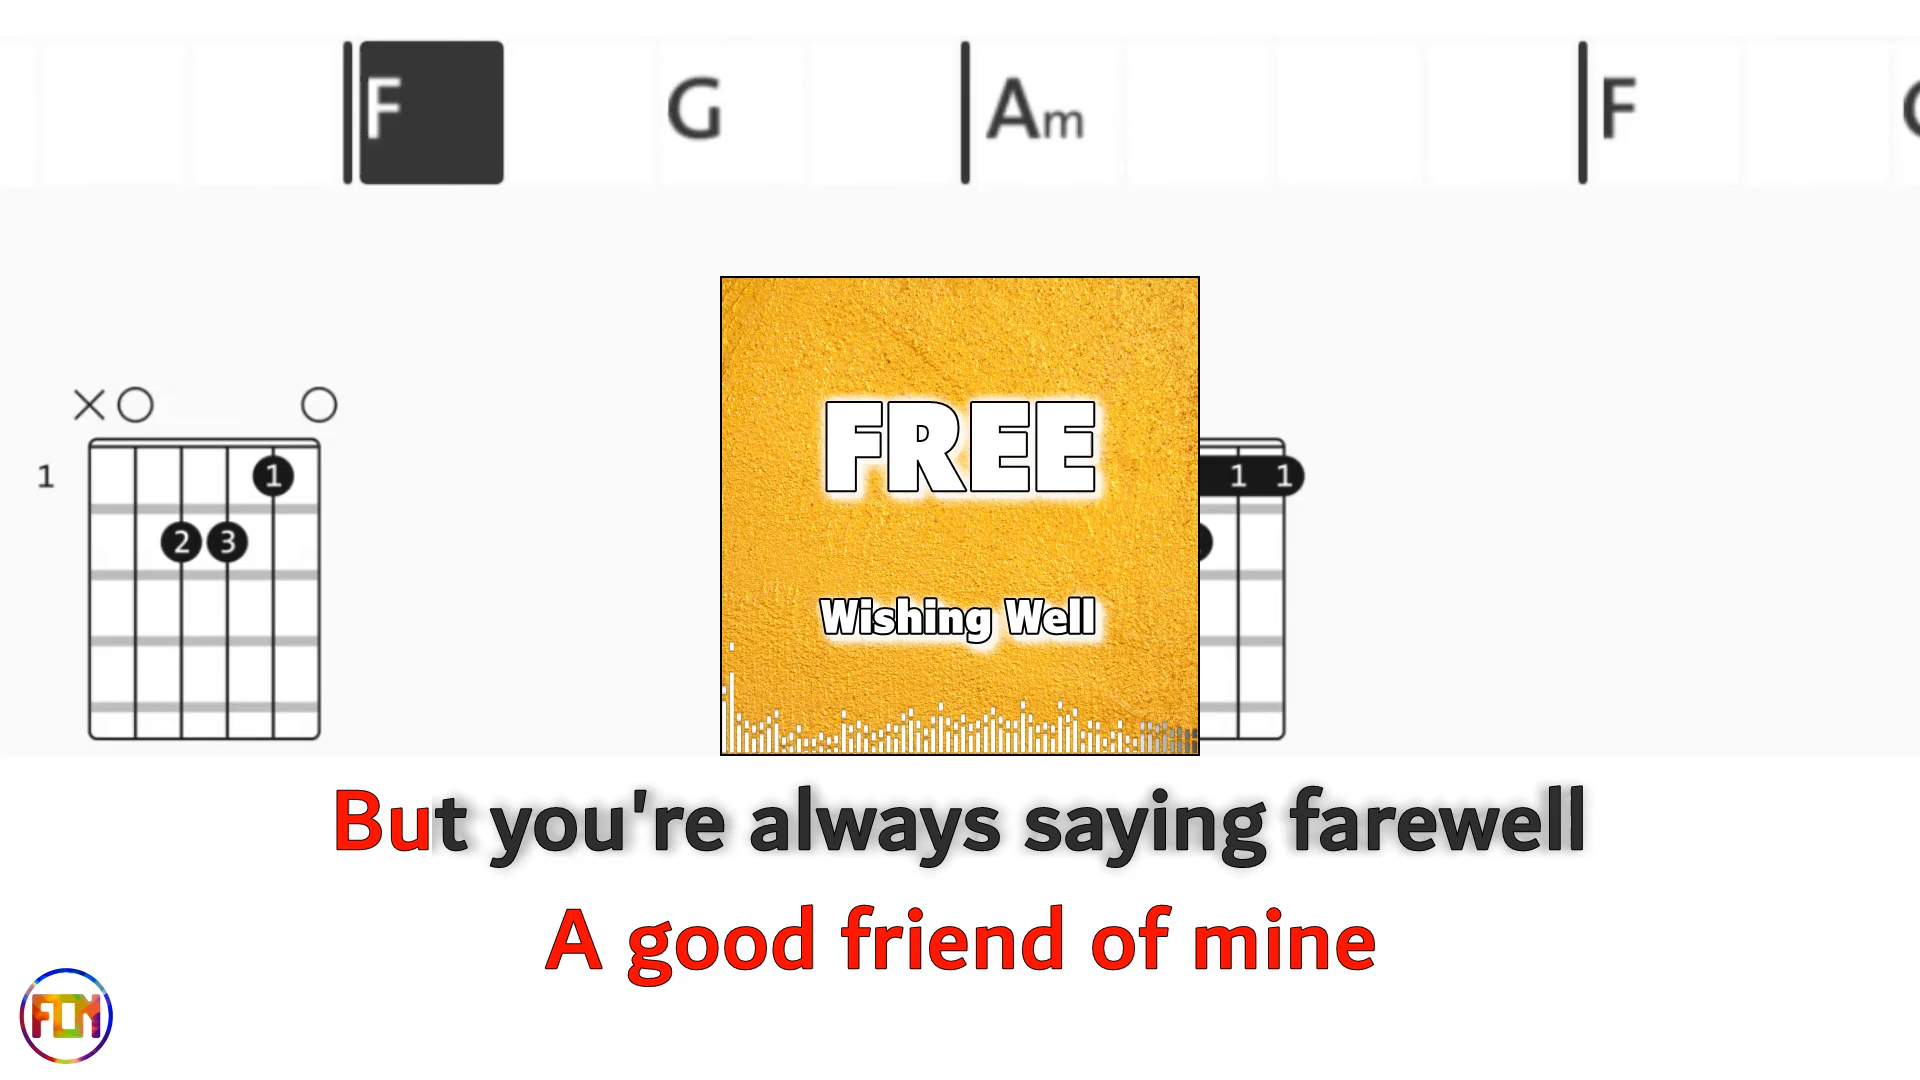 F G Am F
FREE
1 1 1 1
2 3
Wishing Well
But you're always saying farewell
A good friend of mine
FDM